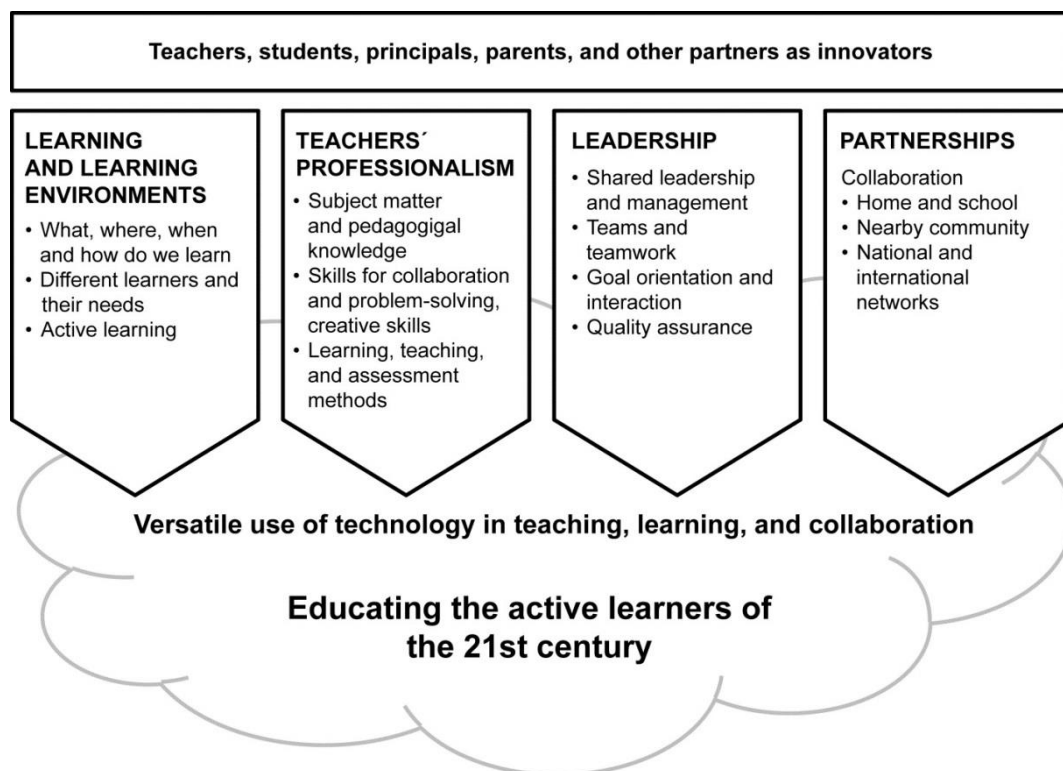 Teachers, students, principals, parents, and other partners as innovators
LEARNING
AND LEARNING
ENVIRONMENTS
• What, where, when
and how do we learn
• Different learners and
their needs
• Active learning
TEACHERS´
PROFESSIONALISM
• Subject matter
and pedagogigal
knowledge
• Skills for collaboration
and problem-solving,
creative skills
• Learning, teaching,
and assessment
methods
LEADERSHIP
• Shared leadership
and management
• Teams and
teamwork
• Goal orientation and
interaction
• Quality assurance
PARTNERSHIPS
Collaboration
• Home and school
• Nearby community
• National and
international
networks
Versatile use of technology in teaching, learning, and collaboration
Educating the active learners of
the 21st century